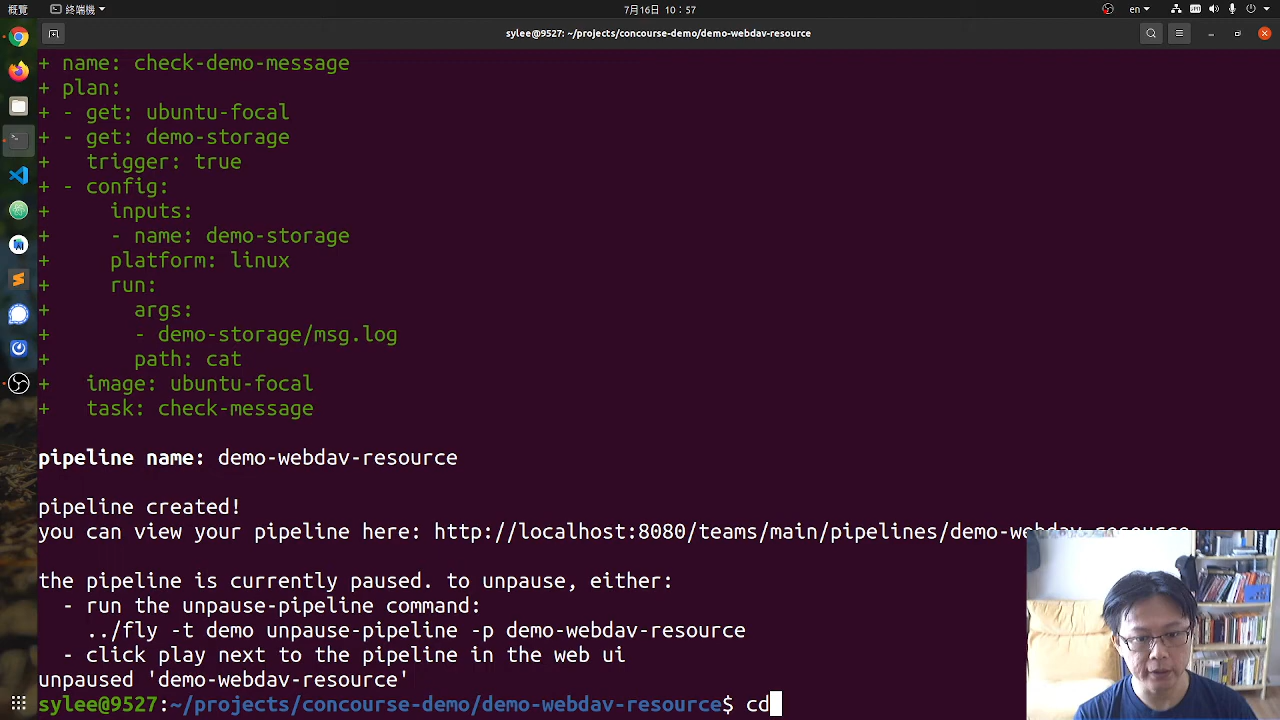 概覽 終端機 7月16日 10:57 en
sylee@9527: ~/projects/concourse-demo/demo-webdav-resource
+ name: check-demo-message
+ plan:
+ - get: ubuntu-focal
+ - get: demo-storage
+   trigger: true
+ - config:
+     inputs:
+     - name: demo-storage
+     platform: linux
+     run:
+       args:
+       - demo-storage/msg.log
+       path: cat
+   image: ubuntu-focal
+   task: check-message
pipeline name: demo-webdav-resource
pipeline created!
you can view your pipeline here: http://localhost:8080/teams/main/pipelines/demo-webdav-resource
the pipeline is currently paused. to unpause, either:
  - run the unpause-pipeline command:
    ../fly -t demo unpause-pipeline -p demo-webdav-resource
  - click play next to the pipeline in the web ui
unpaused 'demo-webdav-resource'
sylee@9527:~/projects/concourse-demo/demo-webdav-resource$ cd